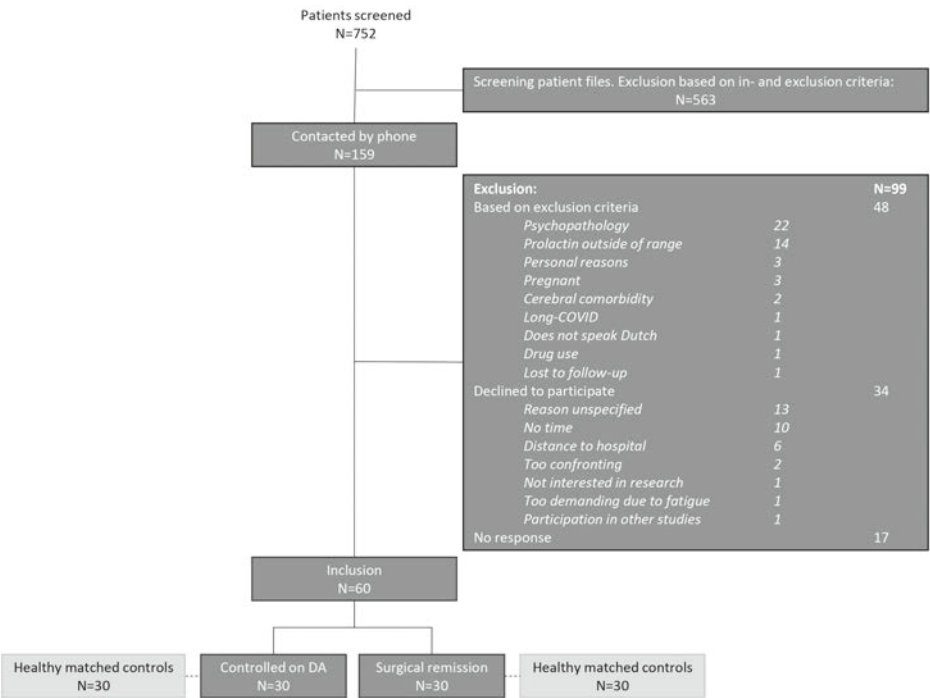 Patients screened
N=752
Screening patient files. Exclusion based on in- and exclusion criteria:
N=563
Contacted by phone
N=159
Exclusion: N=99
Based on exclusion criteria 48
Psychopathology 22
Prolactin outside of range 14
Personal reasons 3
Pregnant 3
Cerebral comorbidity 2
Long-COVID 1
Does not speak Dutch 1
Drug use 1
Lost to follow-up 1
Declined to participate 34
Reason unspecified 13
No time 10
Distance to hospital 6
Too confronting 2
Not interested in research 1
Too demanding due to fatigue 1
Participation in other studies 1
No response 17
Inclusion
N=60
Healthy matched controls
N=30
Controlled on DA
N=30
Surgical remission
N=30
Healthy matched controls
N=30